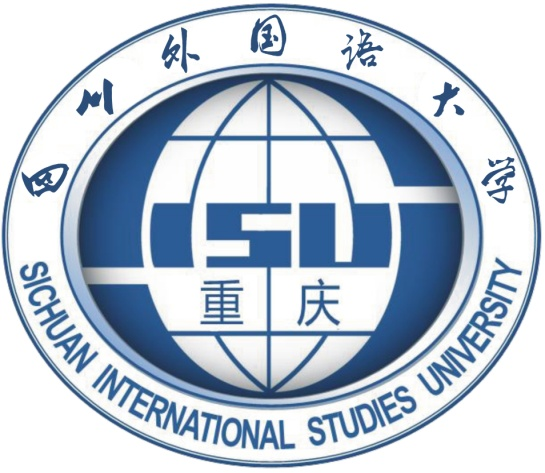 四川外国语大学
SISU
重庆
SICHUAN INTERNATIONAL STUDIES UNIVERSITY